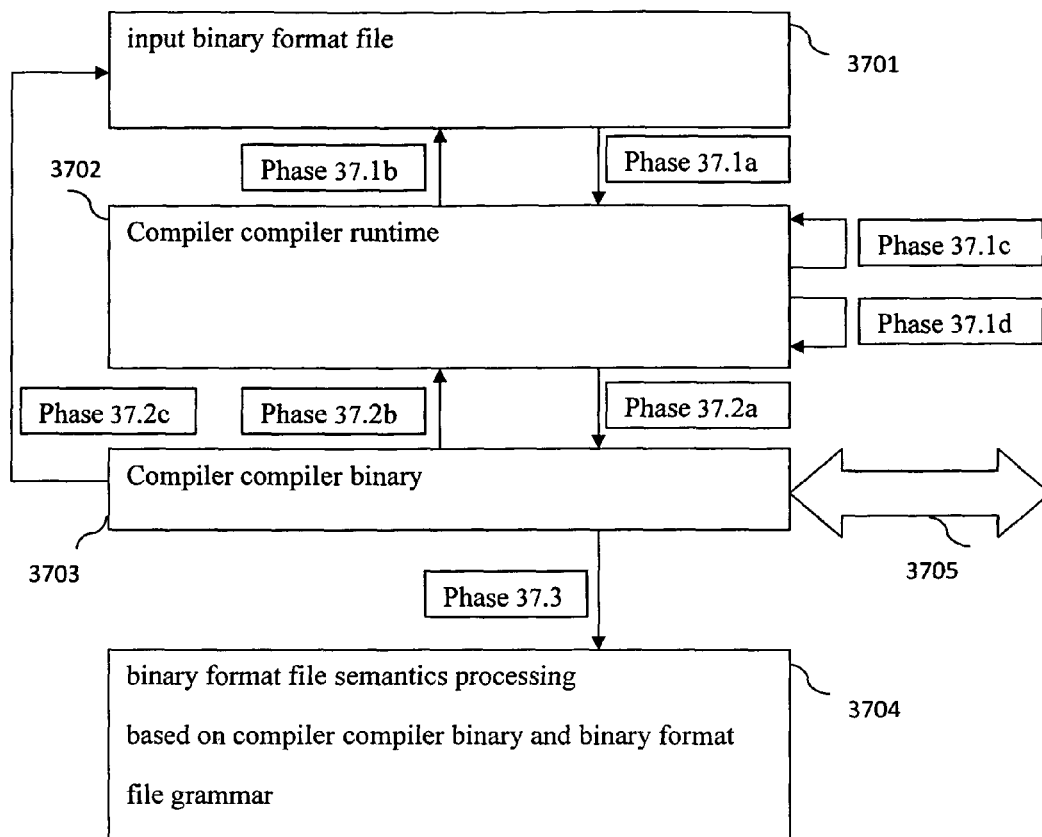 input binary format file
3701
3702
Phase 37.1b
Phase 37.1a
Compiler compiler runtime
Phase 37.1c
Phase 37.1d
Phase 37.2c
Phase 37.2b
Phase 37.2a
Compiler compiler binary
3703
3705
Phase 37.3
binary format file semantics processing
based on compiler compiler binary and binary format
file grammar
3704